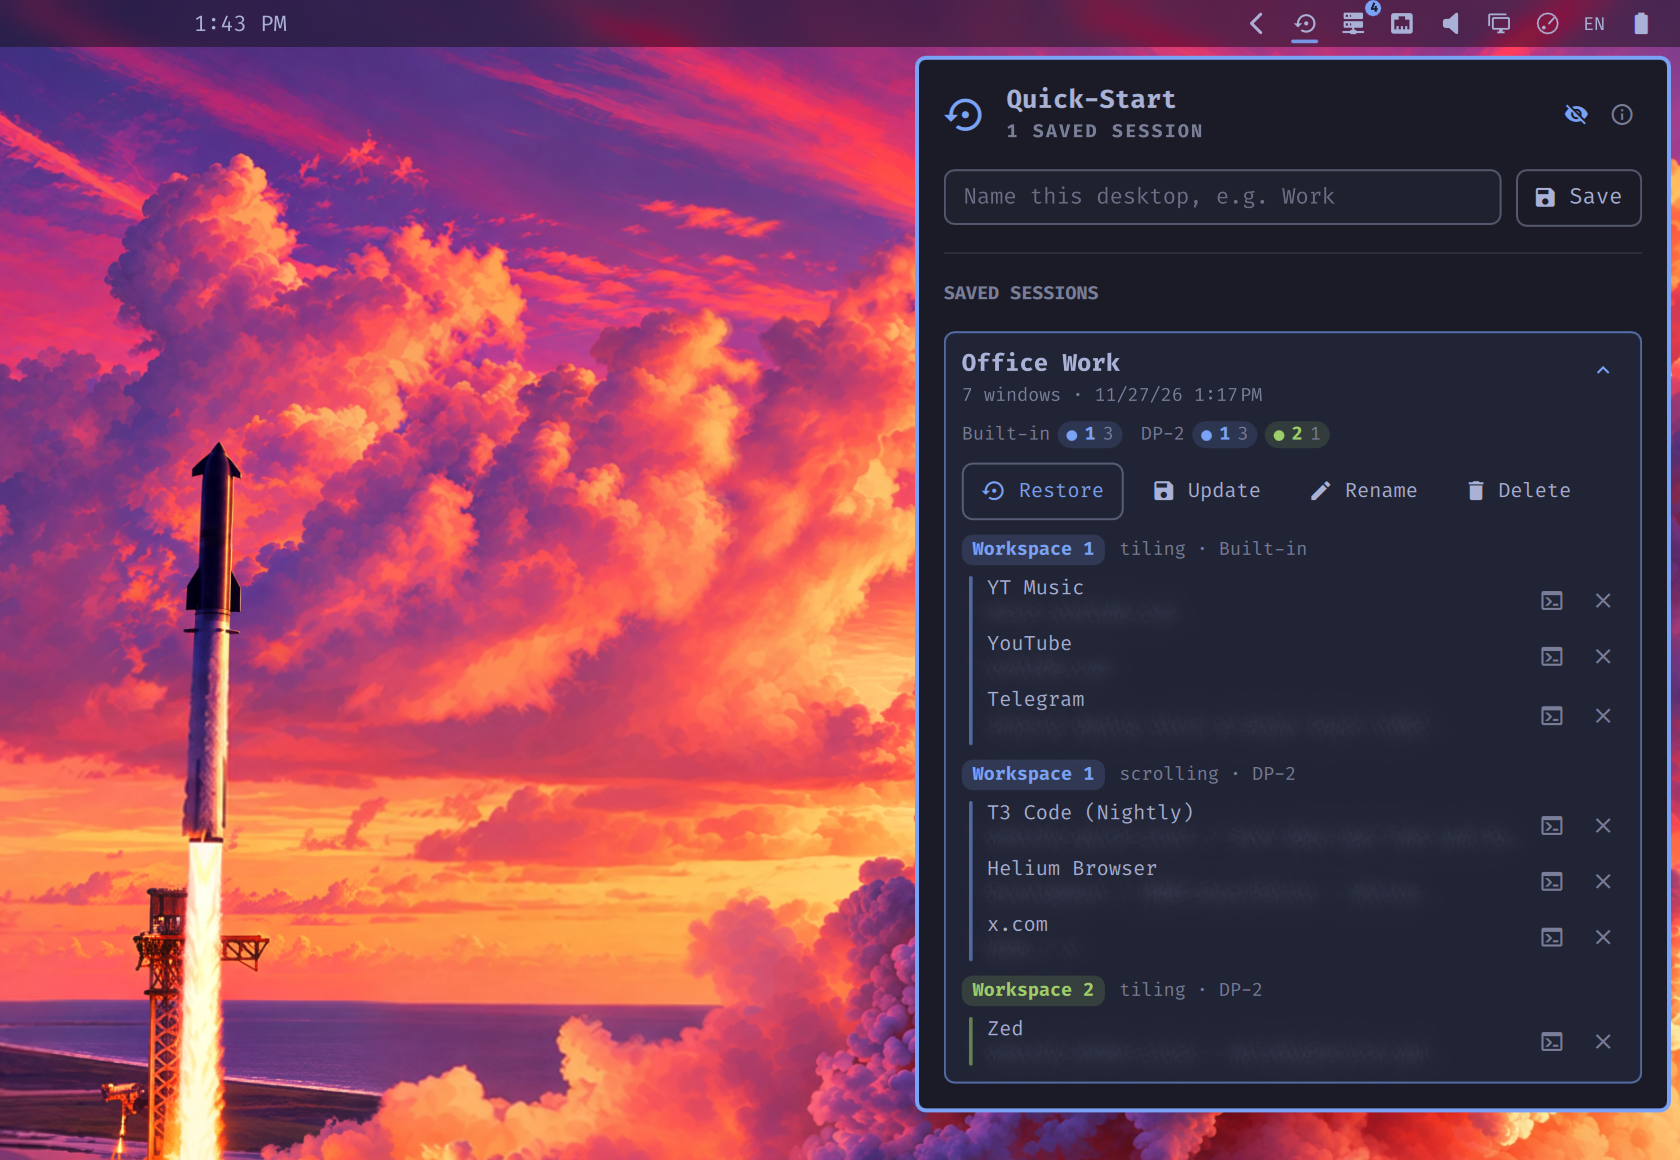 1:43 PM
4
EN
Quick-Start
1 SAVED SESSION
Name this desktop, e.g. Work
Save
SAVED SESSIONS
Office Work
7 windows · 11/27/26 1:17 PM
Built-in 1 3 DP-2 1 3 2 1
Restore Update Rename Delete
Workspace 1 tiling · Built-in
YT Music
YouTube
Telegram
Workspace 1 scrolling · DP-2
T3 Code (Nightly)
Helium Browser
x.com
Workspace 2 tiling · DP-2
Zed